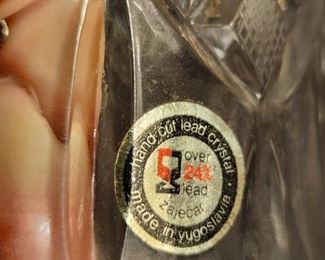 hand cut lead crystal
over
24%
lead
zaječar
made in yugoslavia